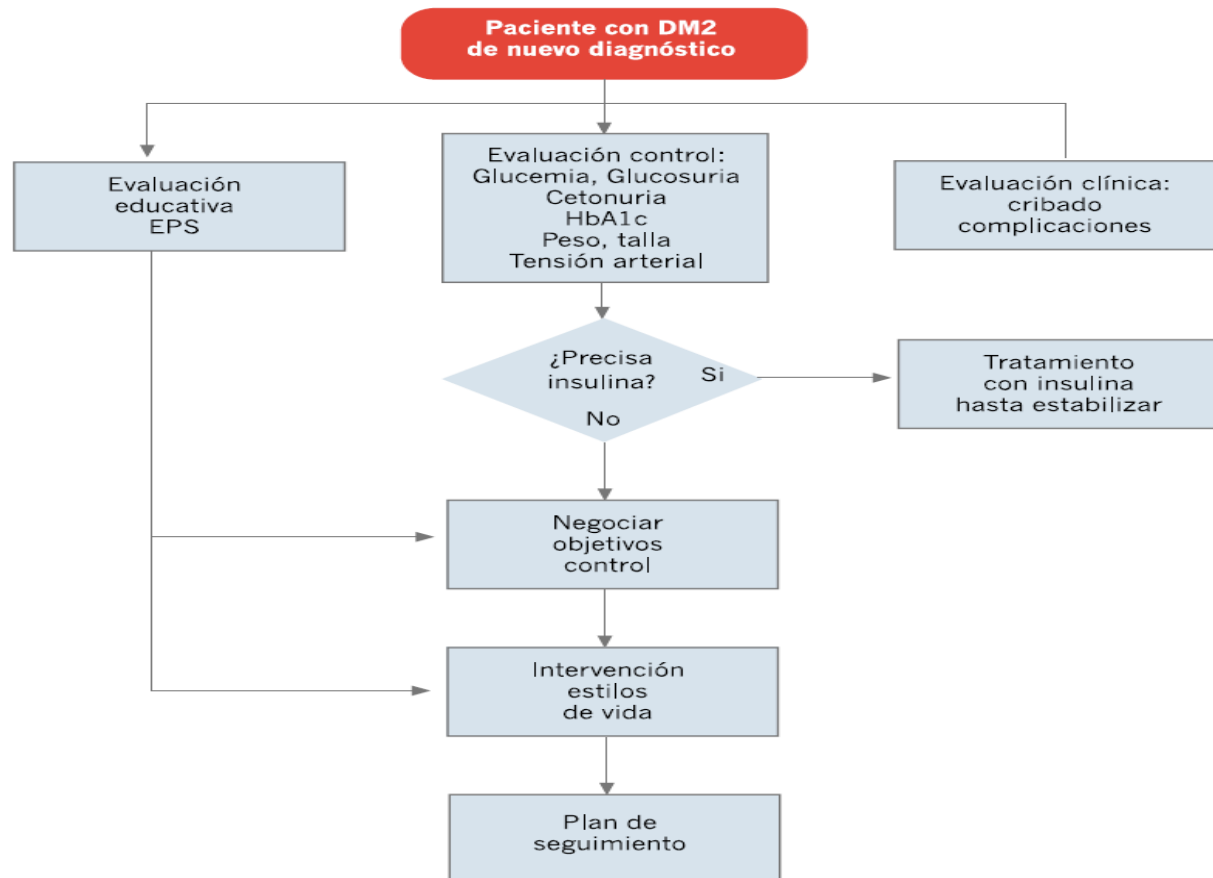 Paciente con DM2
de nuevo diagnóstico
Evaluación
educativa
EPS
Evaluación control:
Glucemia, Glucosuria
Cetonuria
HbA1c
Peso, talla
Tensión arterial
Evaluación clínica:
cribado
complicaciones
¿Precisa
insulina?
Si
No
Tratamiento
con insulina
hasta estabilizar
Negociar
objetivos
control
Intervención
estilos
de vida
Plan de
seguimiento